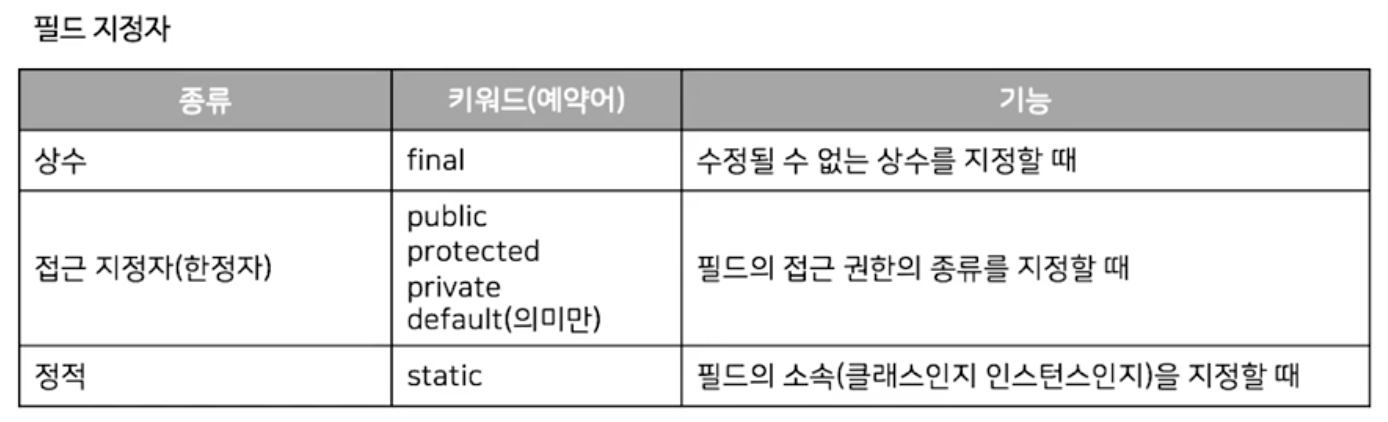 필드 지정자
종류 키워드(예약어) 기능
상수 final 수정될 수 없는 상수를 지정할 때
접근 지정자(한정자) public
protected
private
default(의미만) 필드의 접근 권한의 종류를 지정할 때
정적 static 필드의 소속(클래스인지 인스턴스인지)을 지정할 때